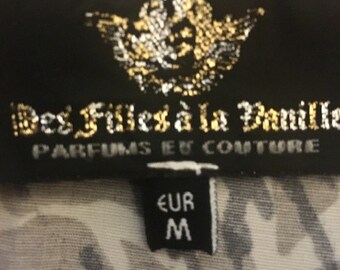 Des Filles à la Vanille
PARFUMS ET COUTURE
EUR
M